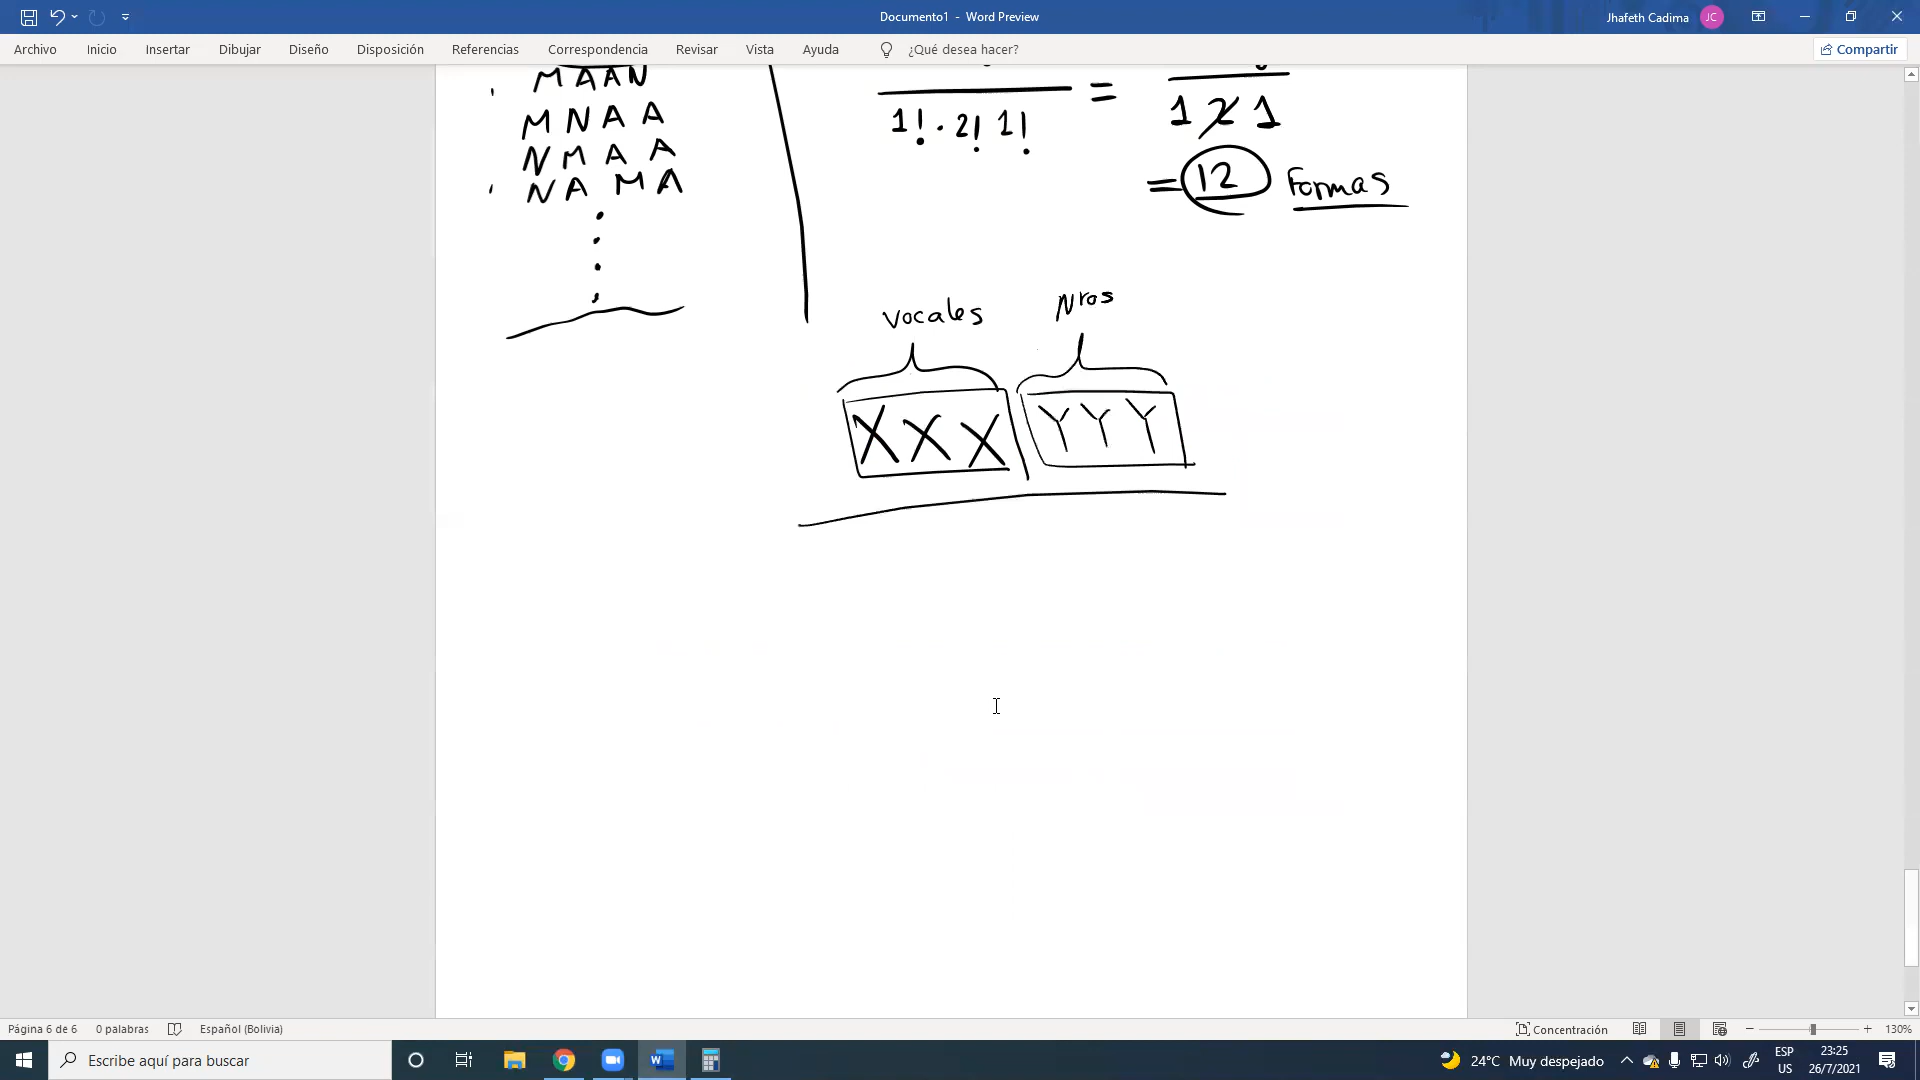 Documento1 - Word Preview
Jhafeth Cadima
JC
Archivo
Inicio
Insertar
Dibujar
Diseño
Disposición
Referencias
Correspondencia
Revisar
Vista
Ayuda
¿Qué desea hacer?
Compartir
MAAN
MNAA
NMAA
NAMA
1! · 2! 1!
=
1 2 1
= 12 Formas
Vocales
Nros
XXX
YYY
Página 6 de 6
0 palabras
Español (Bolivia)
Concentración
130%
Escribe aquí para buscar
24°C Muy despejado
ESP
US
23:25
26/7/2021